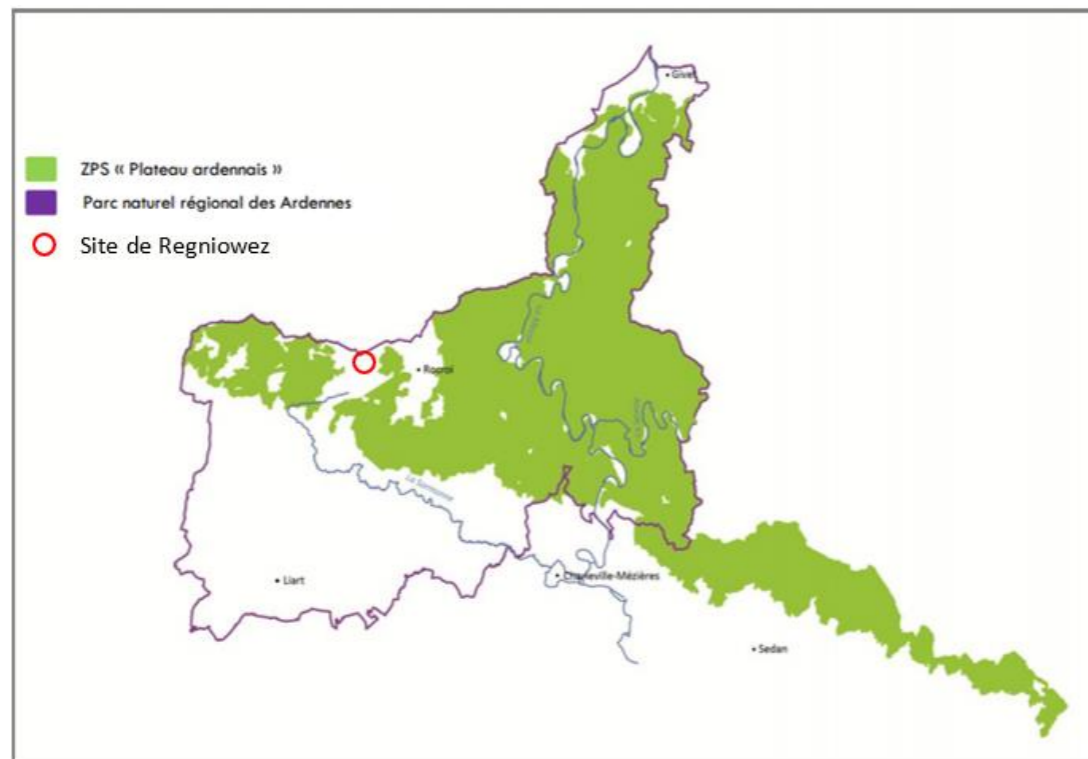 Givet
ZPS « Plateau ardennais »
Parc naturel régional des Ardennes
Site de Regniowez
Rocroi
La Sormonne
Liart
Charleville-Mézières
Sedan